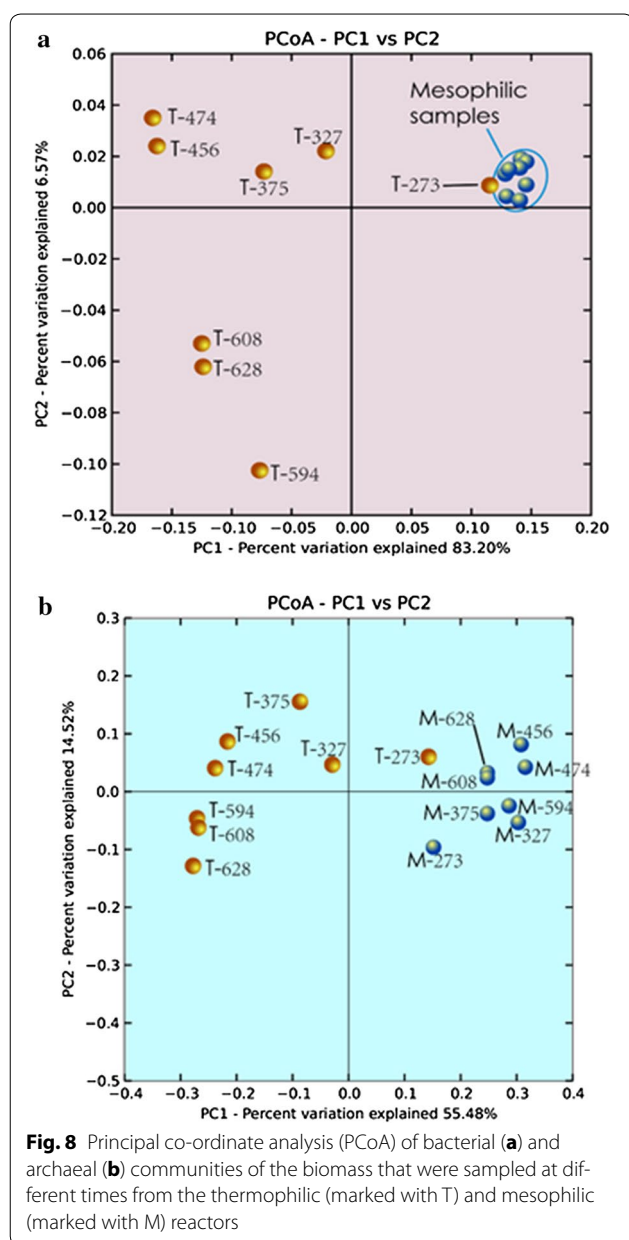 a
PCoA - PC1 vs PC2
0.06
0.04
0.02
0.00
−0.02
−0.04
−0.06
−0.08
−0.10
−0.12
PC2 - Percent variation explained 6.57%
T-474
T-456
T-375
T-327
Mesophilic
samples
T-273
T-608
T-628
T-594
−0.20 −0.15 −0.10 −0.05 0.00 0.05 0.10 0.15 0.20
PC1 - Percent variation explained 83.20%
b
PCoA - PC1 vs PC2
0.3
0.2
0.1
0.0
−0.1
−0.2
−0.3
−0.4
−0.5
PC2 - Percent variation explained 14.52%
T-375
T-456
T-474
T-327
T-273
T-594
T-608
T-628
M-628
M-456
M-474
M-608
M-375
M-594
M-327
M-273
−0.4 −0.3 −0.2 −0.1 0.0 0.1 0.2 0.3 0.4
PC1 - Percent variation explained 55.48%
Fig. 8 Principal co-ordinate analysis (PCoA) of bacterial (a) and
archaeal (b) communities of the biomass that were sampled at dif-
ferent times from the thermophilic (marked with T) and mesophilic
(marked with M) reactors